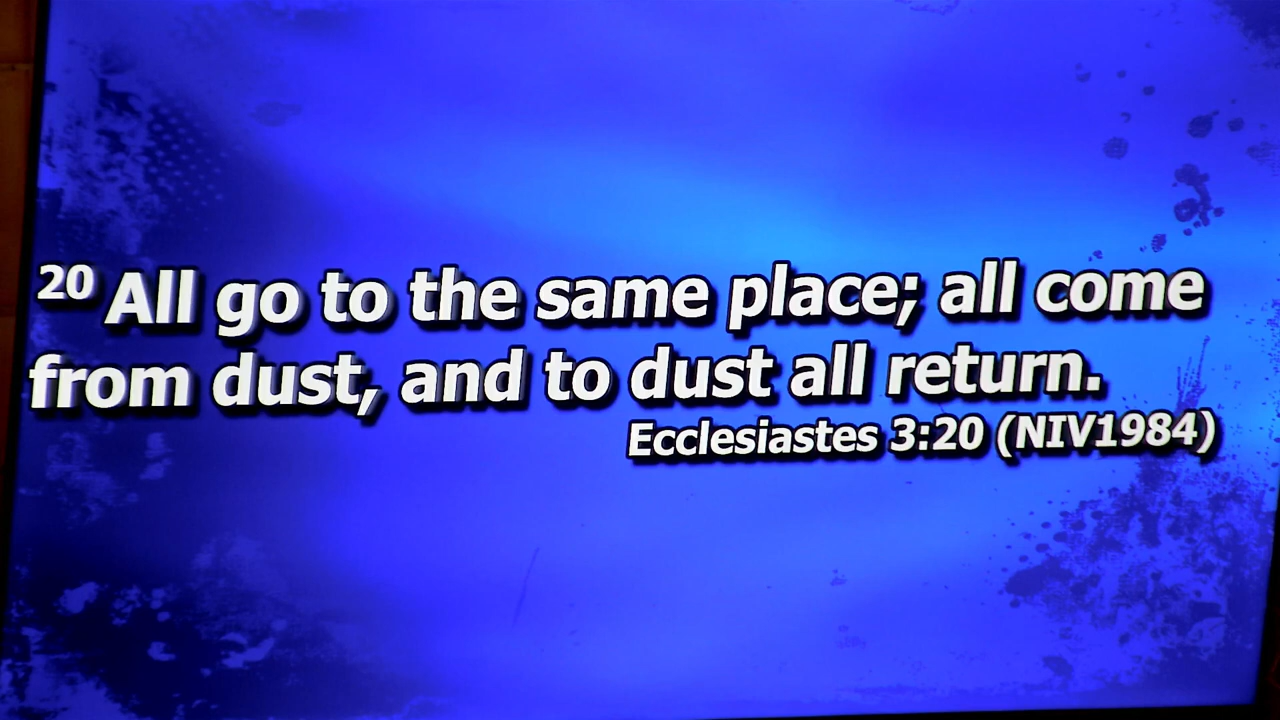 20 All go to the same place; all come
from dust, and to dust all return.
Ecclesiastes 3:20 (NIV1984)